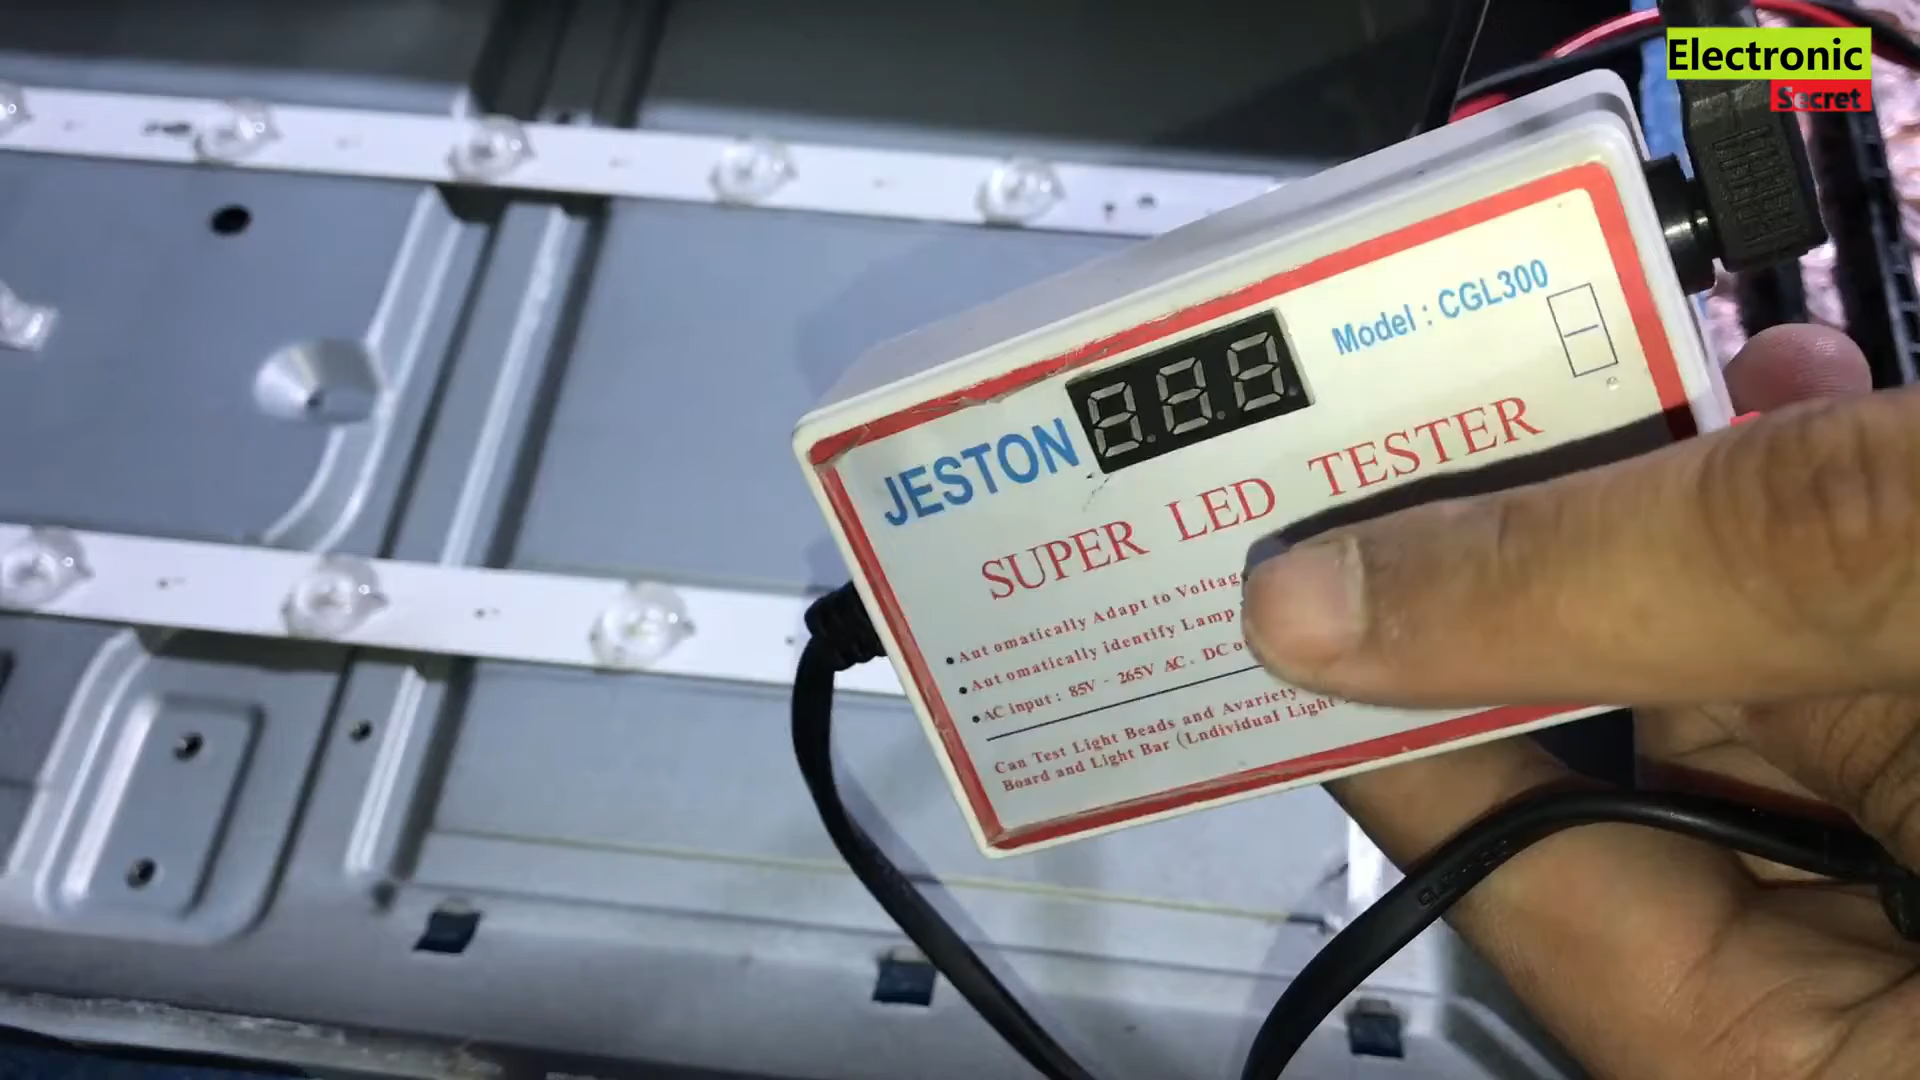 Electronic
Secret
Model : CGL300
JESTON
SUPER LED TESTER
•Automatically Adapt to
•Automatically identify Lamp
•AC input : 85V - 265V AC. DC
Can Test Light Beads and Avariety
Board and Light Bar (Lndividual Light